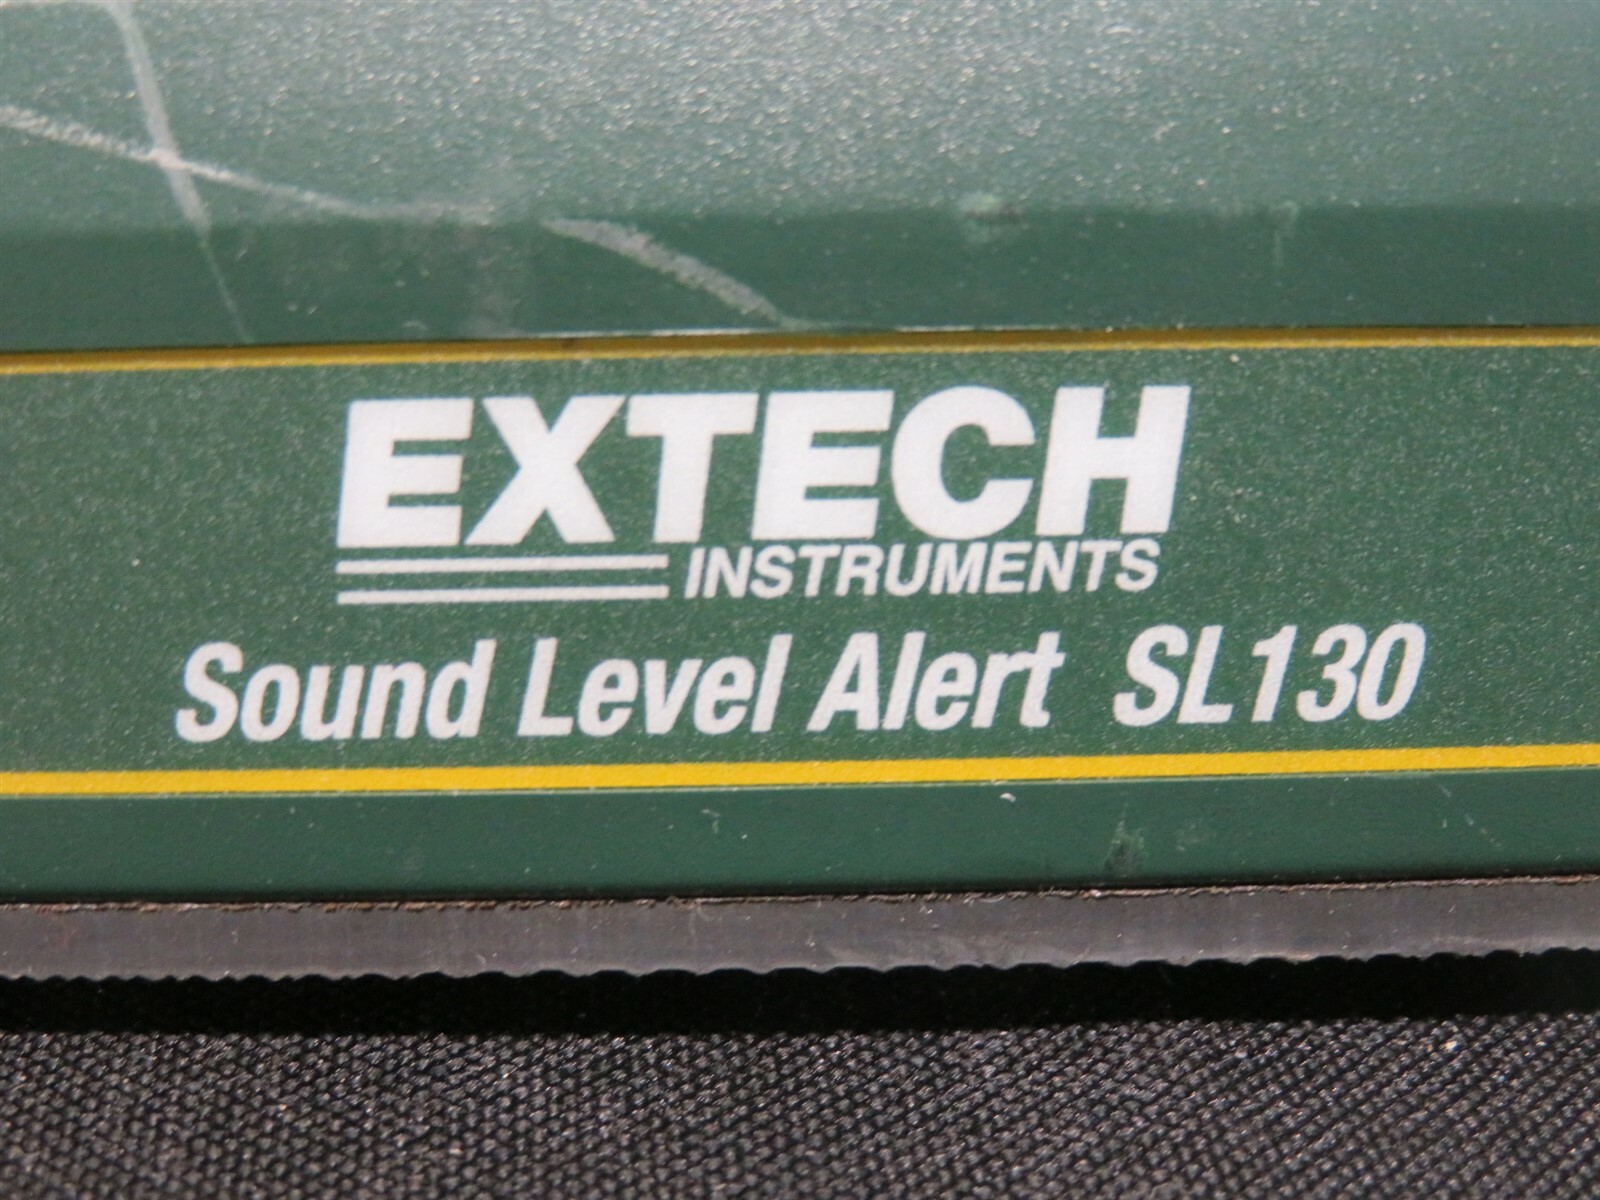 EXTECH
INSTRUMENTS
Sound Level Alert SL130